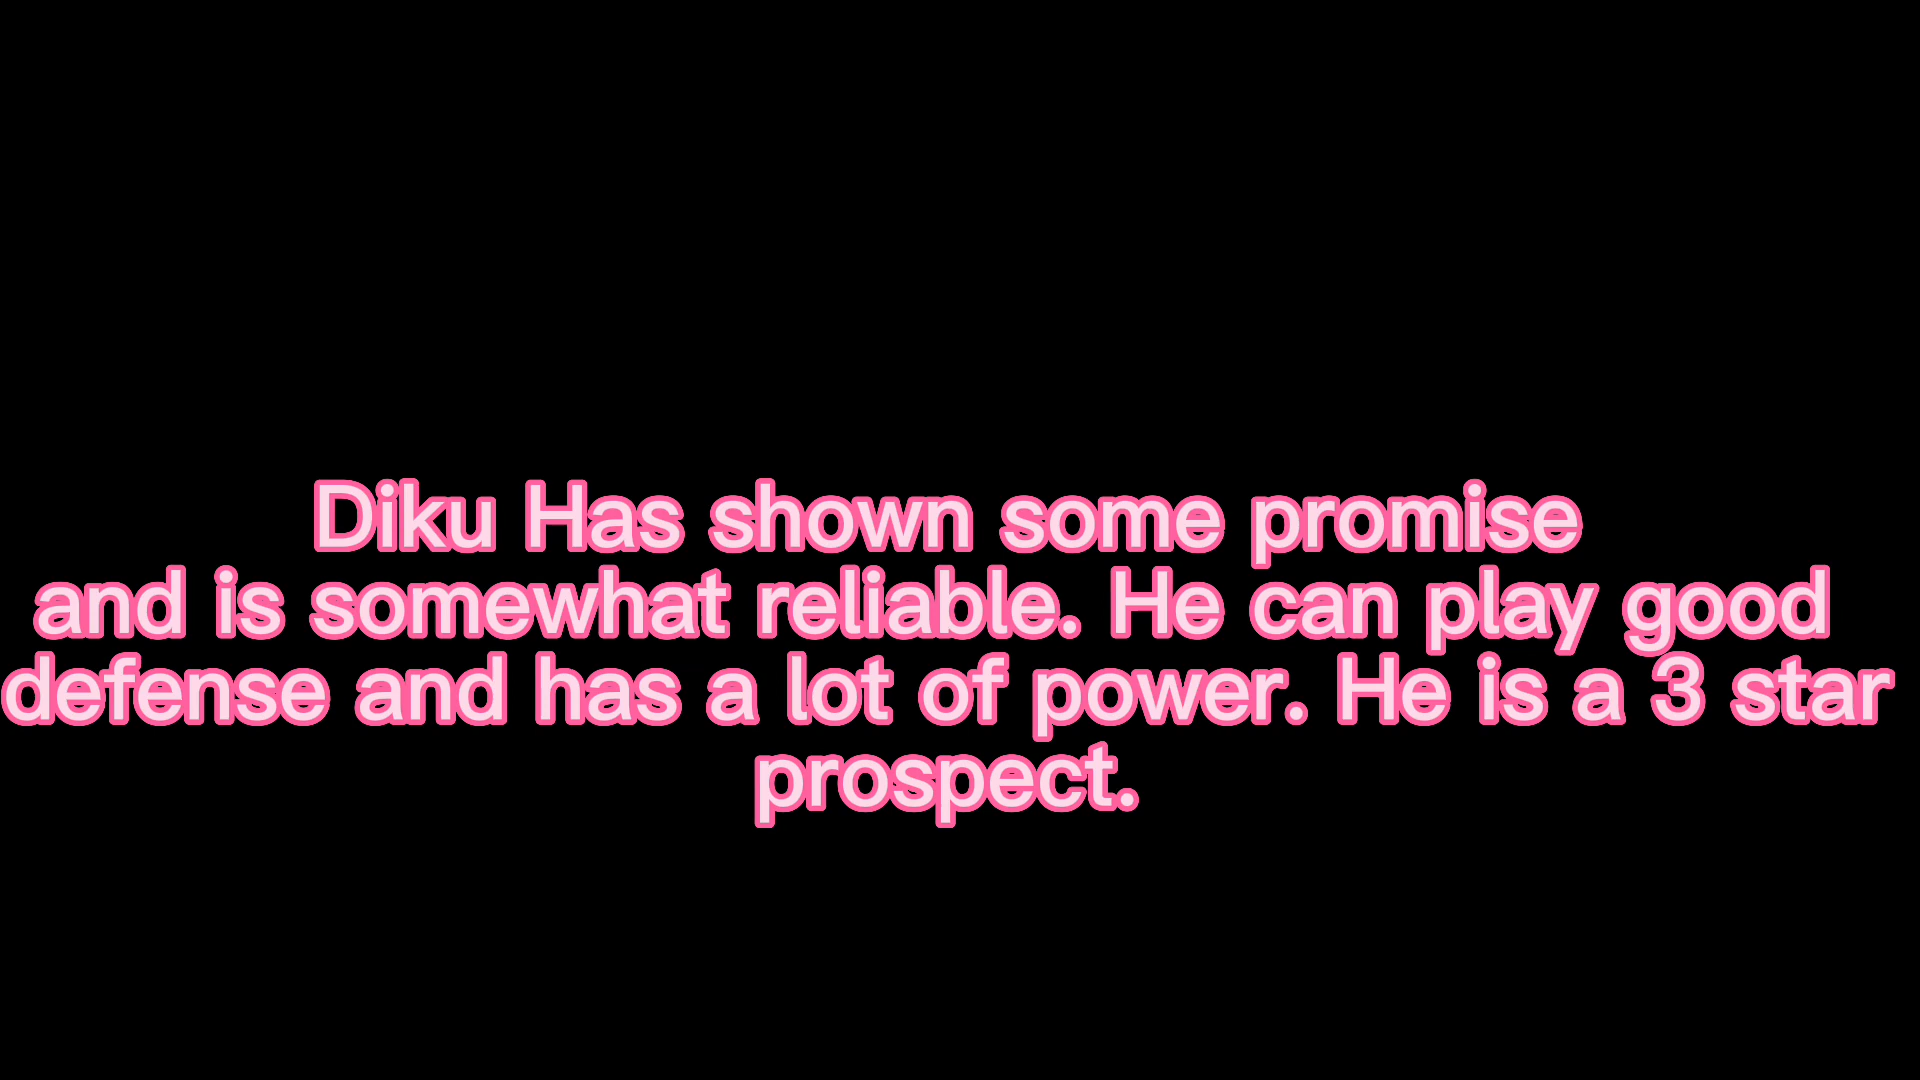 Diku Has shown some promise
and is somewhat reliable. He can play good
defense and has a lot of power. He is a 3 star
prospect.